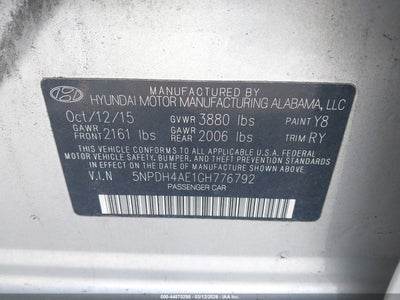 MANUFACTURED BY
HYUNDAI MOTOR MANUFACTURING ALABAMA, LLC
Oct/12/15 GVWR 3880 lbs PAINT Y8
GAWR FRONT 2161 lbs GAWR REAR 2006 lbs TRIM RY
THIS VEHICLE CONFORMS TO ALL APPLICABLE U.S. FEDERAL MOTOR
VEHICLE SAFETY, BUMPER, AND THEFT PREVENTION STANDARDS
IN EFFECT ON THE DATE OF MANUFACTURE SHOWN ABOVE.
V.I.N 5NPDH4AE1GH776792
PASSENGER CAR